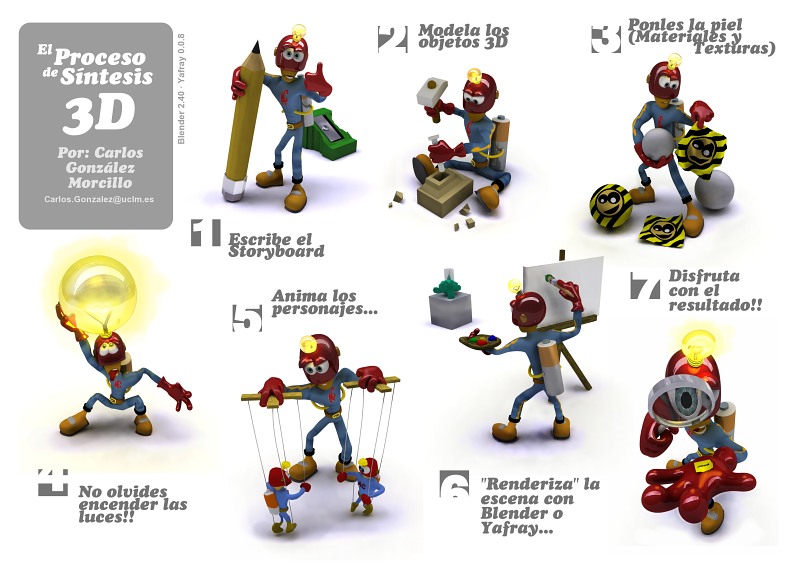 El Proceso
de Síntesis
3D
Por: Carlos
González
Morcillo
Carlos.Gonzalez@uclm.es
Blender 2.40 - Yafray 0.0.8
1 Escribe el
Storyboard
2 Modela los
objetos 3D
3 Ponles la piel
(Materiales y
Texturas)
4 No olvides
encender las
luces!!
5 Anima los
personajes...
6 "Renderiza" la
escena con
Blender o
Yafray...
7 Disfruta
con el
resultado!!